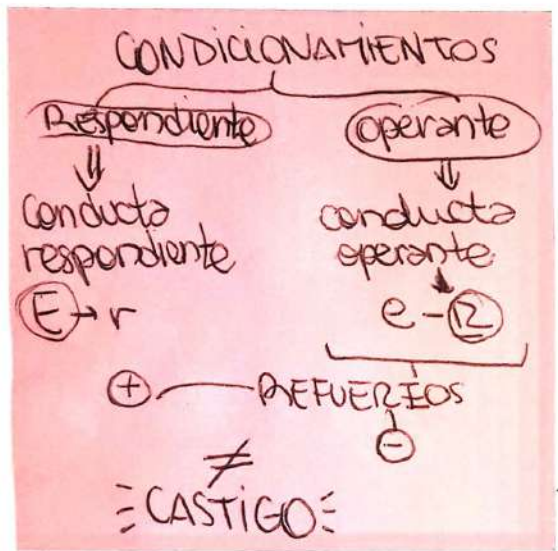 CONDICIONAMIENTOS
Respondiente operante
⇓ ⇓
Conducta conducta
respondiente operante
E → r e - R
+ REFUERZOS
-
≠
CASTIGO